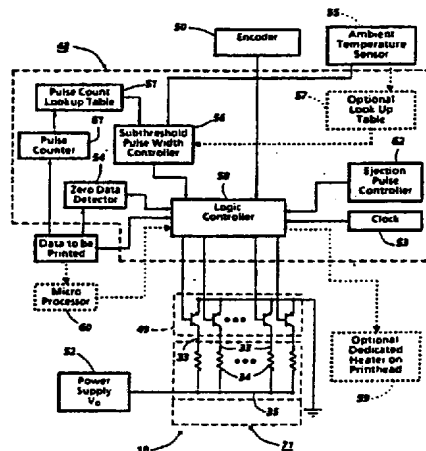 50
55
48
Encoder
Ambient
Temperature
Sensor
Pulse Count
Lookup Table
57
57
Optional
Look Up
Table
Pulse
Counter
67
56
Subthreshold
Pulse Width
Controller
62
54
58
Ejection
Pulse
Controller
Zero Data
Detector
Logic
Controller
Clock
53
Data to be
Printed
Micro
Processor
60
49
33
33
Optional
Dedicated
Heater on
Printhead
59
52
34
Power
Supply
35